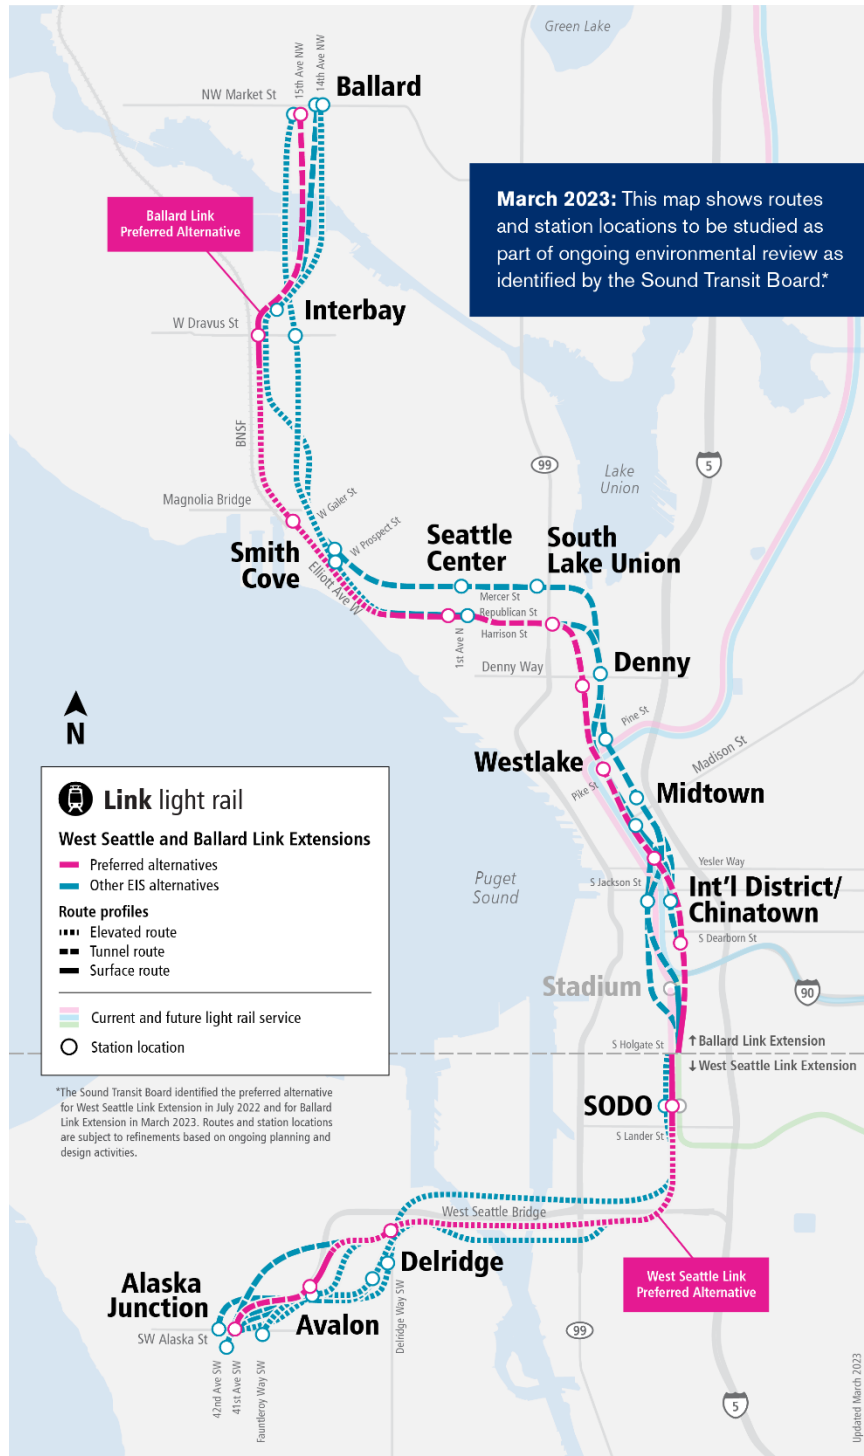 Green Lake
15th Ave NW
14th Ave NW
Ballard
NW Market St
March 2023: This map shows routes
and station locations to be studied as
part of ongoing environmental review as
identified by the Sound Transit Board.*
Ballard Link
Preferred Alternative
Interbay
W Dravus St
BNSF
99
Lake
Union
5
Magnolia Bridge
W Galer St
W Prospect St
Smith
Cove
Elliott Ave W
Seattle
Center
South
Lake Union
Mercer St
Republican St
Harrison St
1st Ave N
Denny Way
Denny
N
Pine St
Madison St
Westlake
Pike St
Midtown
Link light rail
West Seattle and Ballard Link Extensions
Preferred alternatives
Other EIS alternatives
Route profiles
Elevated route
Tunnel route
Surface route
Current and future light rail service
Station location
Puget
Sound
Yesler Way
S Jackson St
Int'l District/
Chinatown
S Dearborn St
Stadium
90
S Holgate St
↑Ballard Link Extension
↓West Seattle Link Extension
*The Sound Transit Board identified the preferred alternative
for West Seattle Link Extension in July 2022 and for Ballard
Link Extension in March 2023. Routes and station locations
are subject to refinements based on ongoing planning and
design activities.
SODO
S Lander St
West Seattle Bridge
Delridge
West Seattle Link
Preferred Alternative
Alaska
Junction
Avalon
SW Alaska St
Delridge Way SW
99
42nd Ave SW
41st Ave SW
Fauntleroy Way SW
5
Updated March 2023